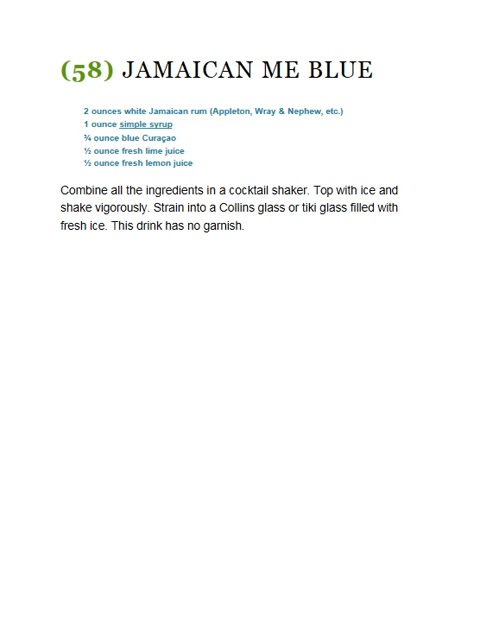 (58) JAMAICAN ME BLUE
2 ounces white Jamaican rum (Appleton, Wray & Nephew, etc.)
1 ounce simple syrup
¾ ounce blue Curaçao
½ ounce fresh lime juice
½ ounce fresh lemon juice
Combine all the ingredients in a cocktail shaker. Top with ice and
shake vigorously. Strain into a Collins glass or tiki glass filled with
fresh ice. This drink has no garnish.